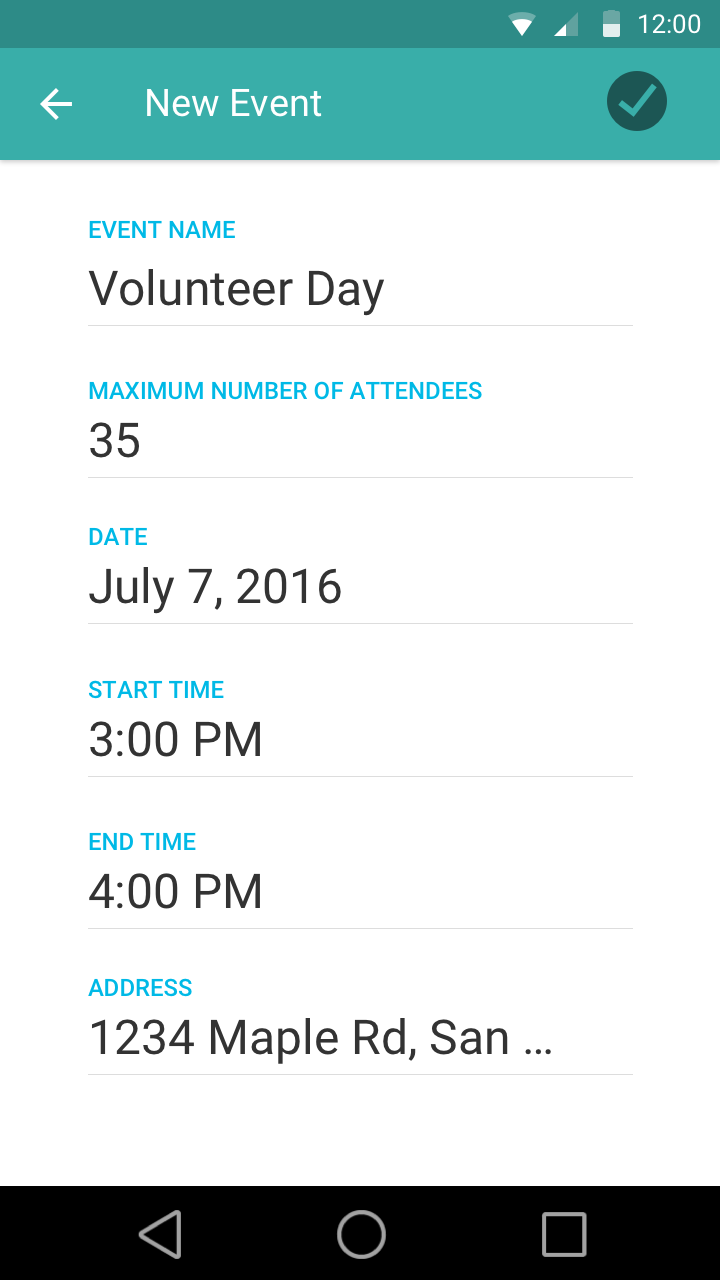 12:00
New Event
EVENT NAME
Volunteer Day
MAXIMUM NUMBER OF ATTENDEES
35
DATE
July 7, 2016
START TIME
3:00 PM
END TIME
4:00 PM
ADDRESS
1234 Maple Rd, San ...